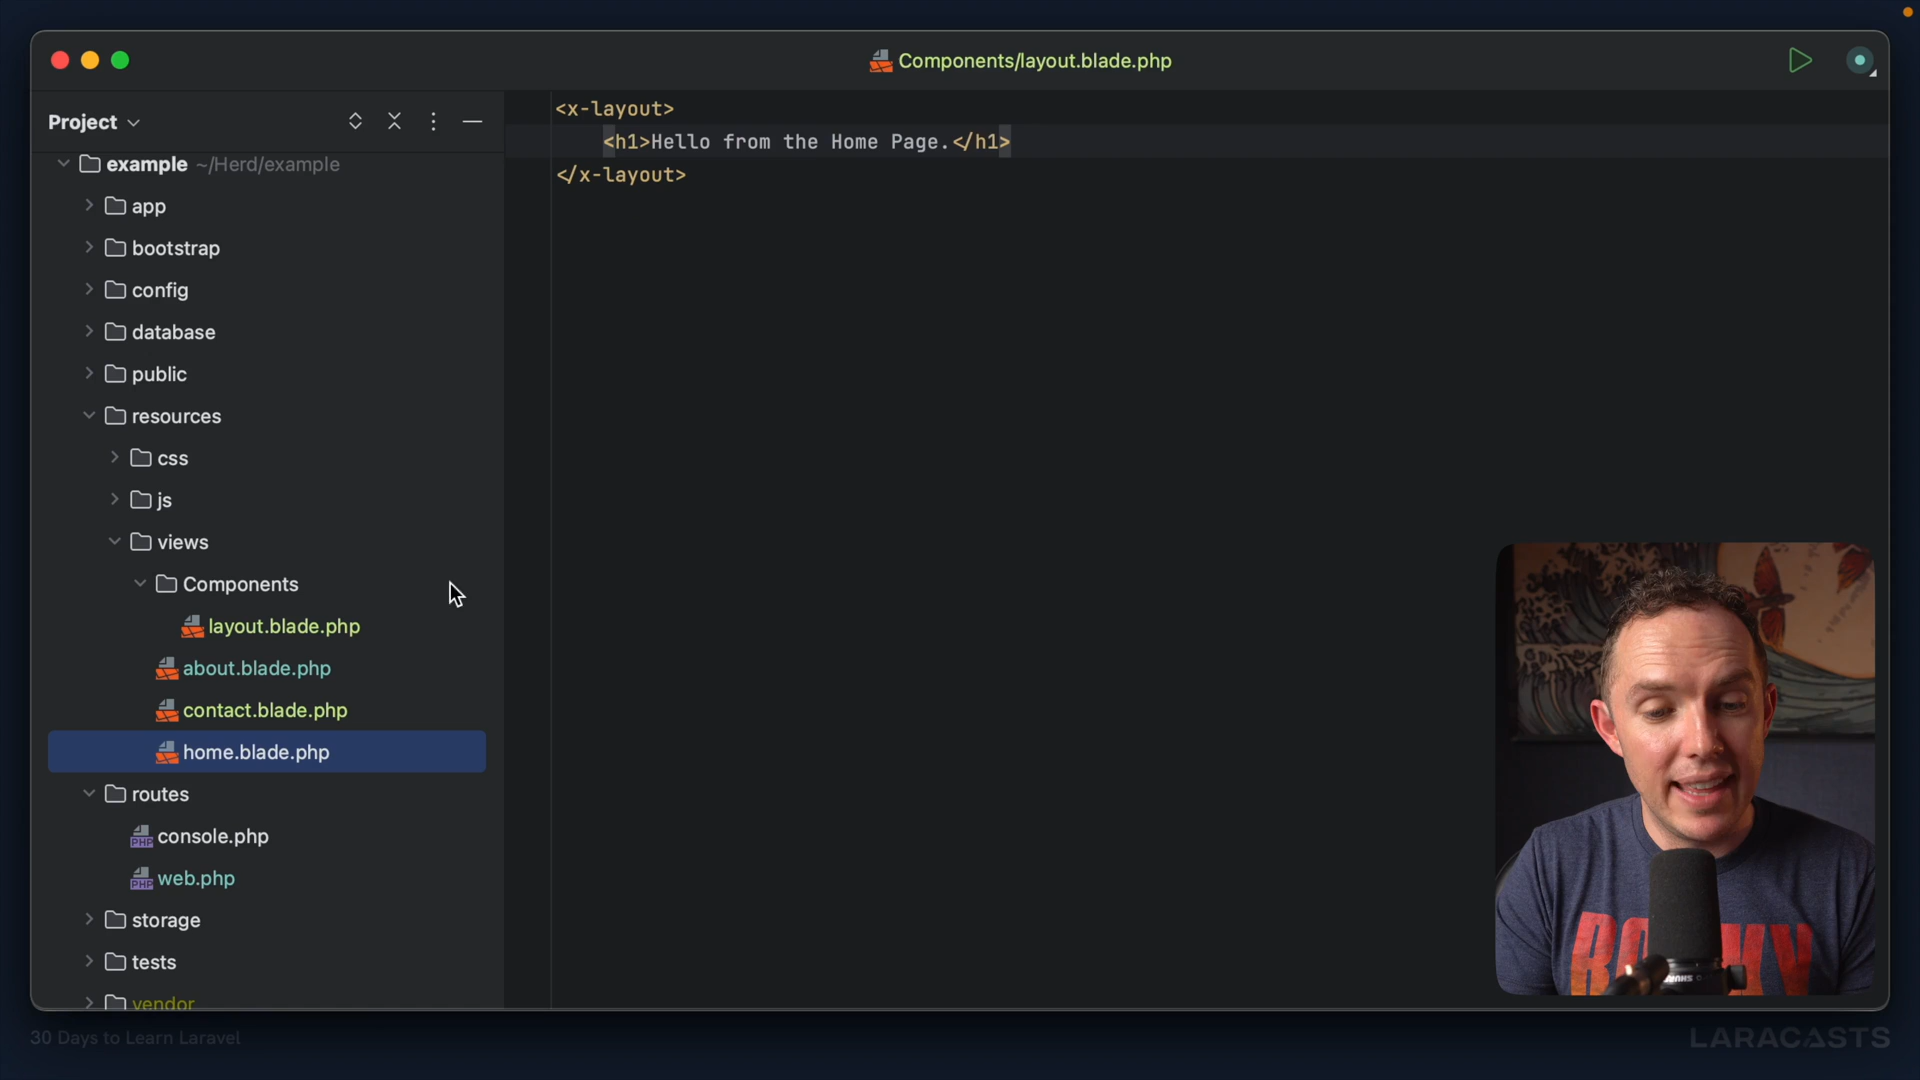 Components/layout.blade.php
Project
example ~/Herd/example
app
bootstrap
config
database
public
resources
css
js
views
Components
layout.blade.php
about.blade.php
contact.blade.php
home.blade.php
routes
console.php
web.php
storage
tests
vendor
<x-layout>
<h1>Hello from the Home Page.</h1>
</x-layout>
30 Days to Learn Laravel
LARACASTS